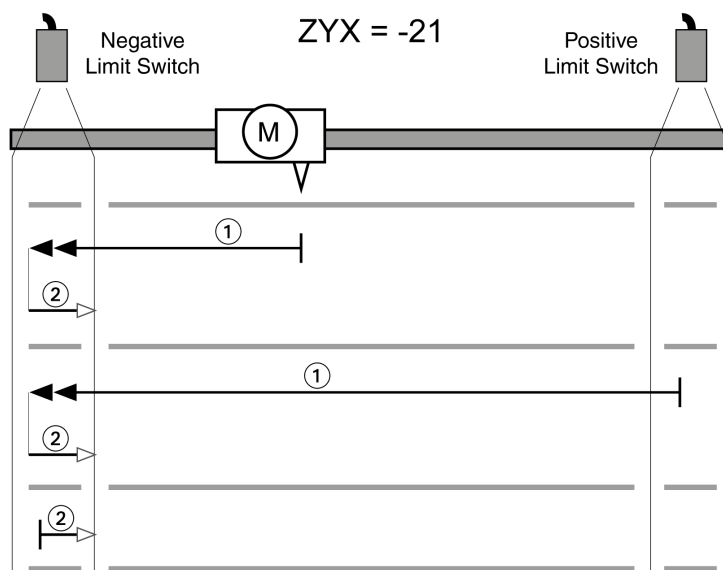 ZYX = -21
Negative
Limit Switch
Positive
Limit Switch
M
1
2
1
2
2